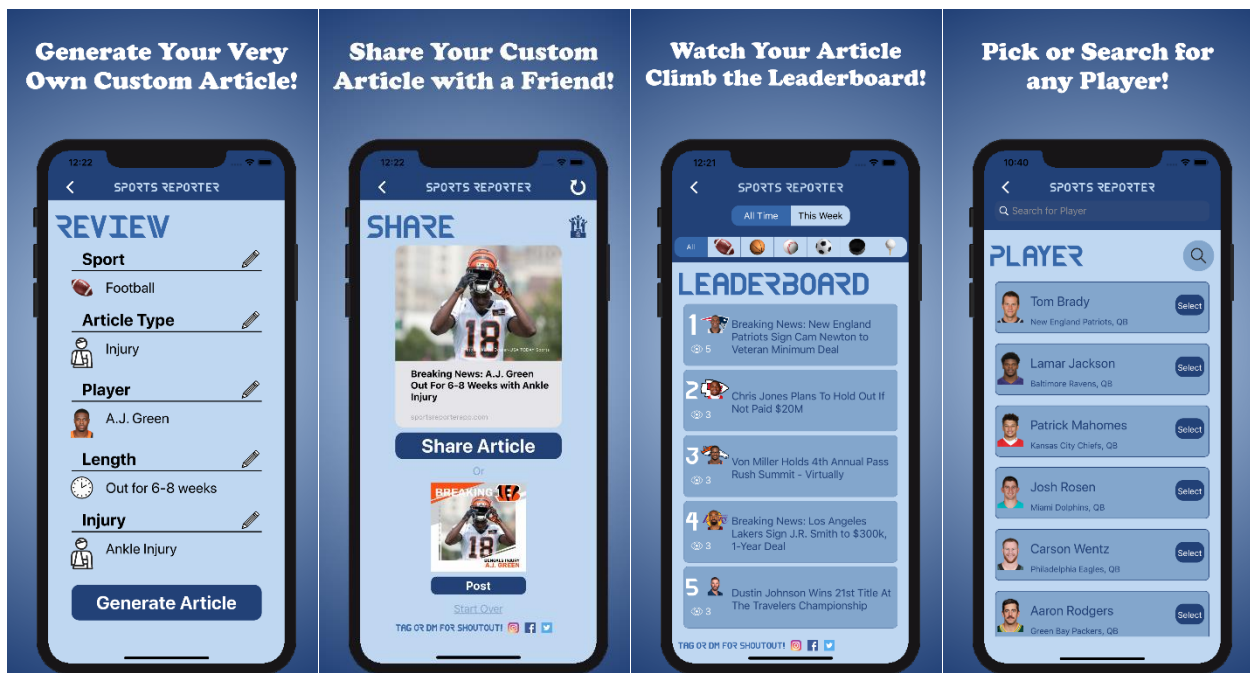 Generate Your Very
Own Custom Article!
12:22
SPORTS REPORTER
REVIEW
Sport
Football
Article Type
Injury
Player
A.J. Green
Length
Out for 6-8 weeks
Injury
Ankle Injury
Generate Article
Share Your Custom
Article with a Friend!
12:22
SPORTS REPORTER
SHARE
18
Breaking News: A.J. Green
Out For 6-8 Weeks with Ankle
Injury
sportsreporterapp.com
Share Article
Or
BREAKING
18
BENGALS INJURY
A.J. GREEN
Post
Start Over
TAG OR DM FOR SHOUTOUT!
Watch Your Article
Climb the Leaderboard!
12:21
SPORTS REPORTER
All Time This Week
All
LEADERBOARD
1
Breaking News: New England
Patriots Sign Cam Newton to
Veteran Minimum Deal
5
2
Chris Jones Plans To Hold Out If
Not Paid $20M
3
3
Von Miller Holds 4th Annual Pass
Rush Summit - Virtually
3
4
Breaking News: Los Angeles
Lakers Sign J.R. Smith to $300k,
1-Year Deal
3
5
Dustin Johnson Wins 21st Title At
The Travelers Championship
3
TAG OR DM FOR SHOUTOUT!
Pick or Search for
any Player!
10:40
SPORTS REPORTER
Search for Player
PLAYER
Tom Brady
New England Patriots, QB
Select
Lamar Jackson
Baltimore Ravens, QB
Select
Patrick Mahomes
Kansas City Chiefs, QB
Select
Josh Rosen
Miami Dolphins, QB
Select
Carson Wentz
Philadelphia Eagles, QB
Select
Aaron Rodgers
Green Bay Packers, QB
Select